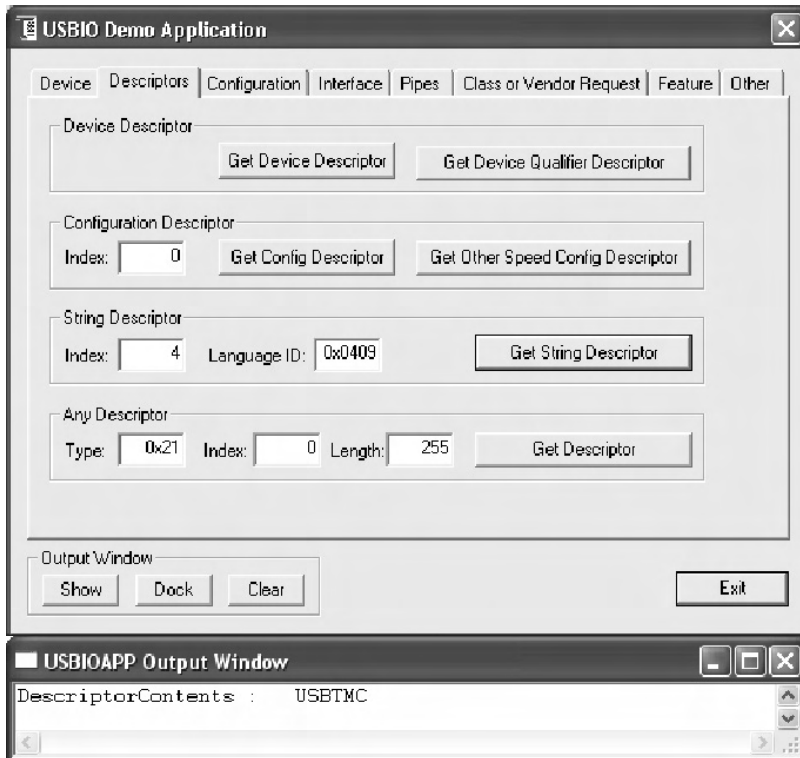 USBIO Demo Application
Device Descriptors Configuration Interface Pipes Class or Vendor Request Feature Other
Device Descriptor
Get Device Descriptor Get Device Qualifier Descriptor
Configuration Descriptor
Index: 0 Get Config Descriptor Get Other Speed Config Descriptor
String Descriptor
Index: 4 Language ID: 0x0409 Get String Descriptor
Any Descriptor
Type: 0x21 Index: 0 Length: 255 Get Descriptor
Output Window
Show Dock Clear Exit
USBIOAPP Output Window
DescriptorContents : USBTMC